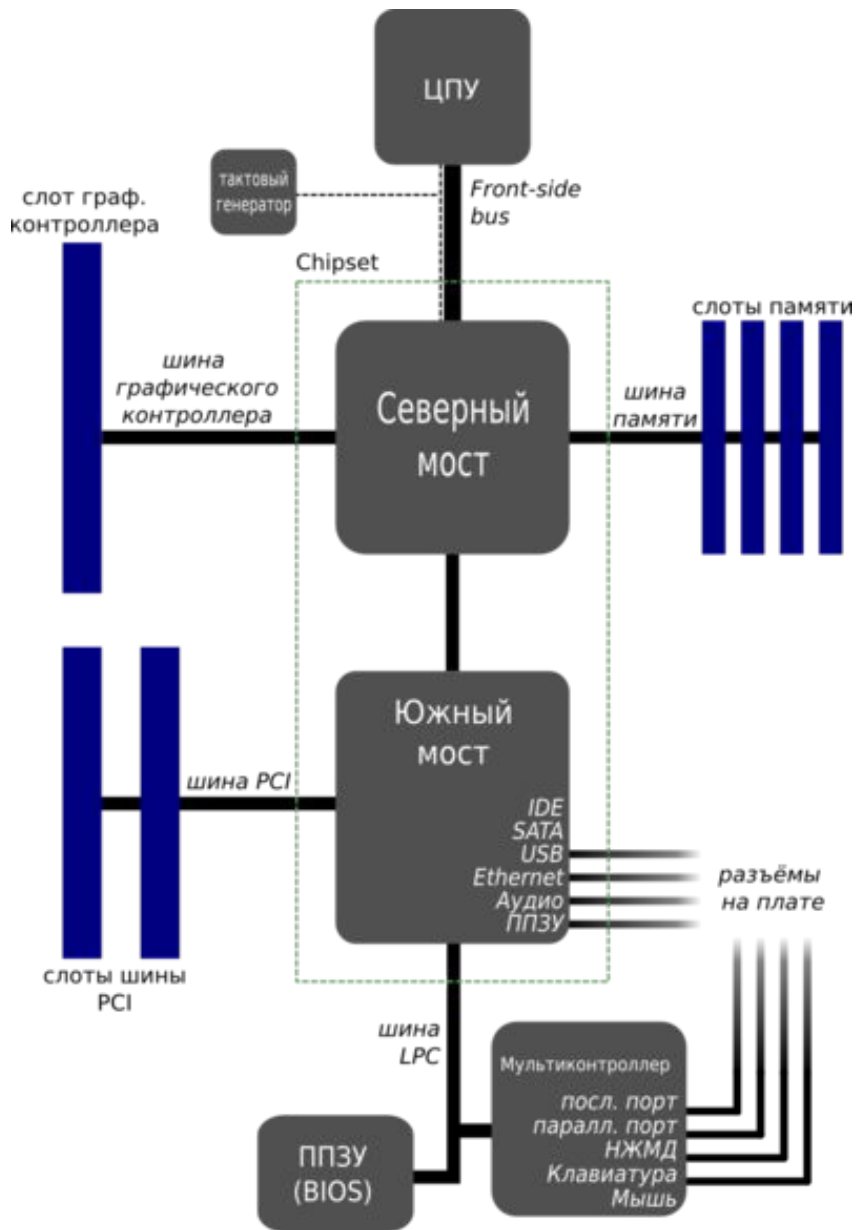 ЦПУ
тактовый
генератор
Front-side
bus
слот граф.
контроллера
Chipset
слоты памяти
шина
графического
контроллера
Северный
мост
шина
памяти
Южный
мост
шина PCI
IDE
SATA
USB
Ethernet
Аудио
ППЗУ
разъёмы
на плате
слоты шины
PCI
шина
LPC
Мультиконтроллер
посл. порт
паралл. порт
НЖМД
Клавиатура
Мышь
ППЗУ
(BIOS)